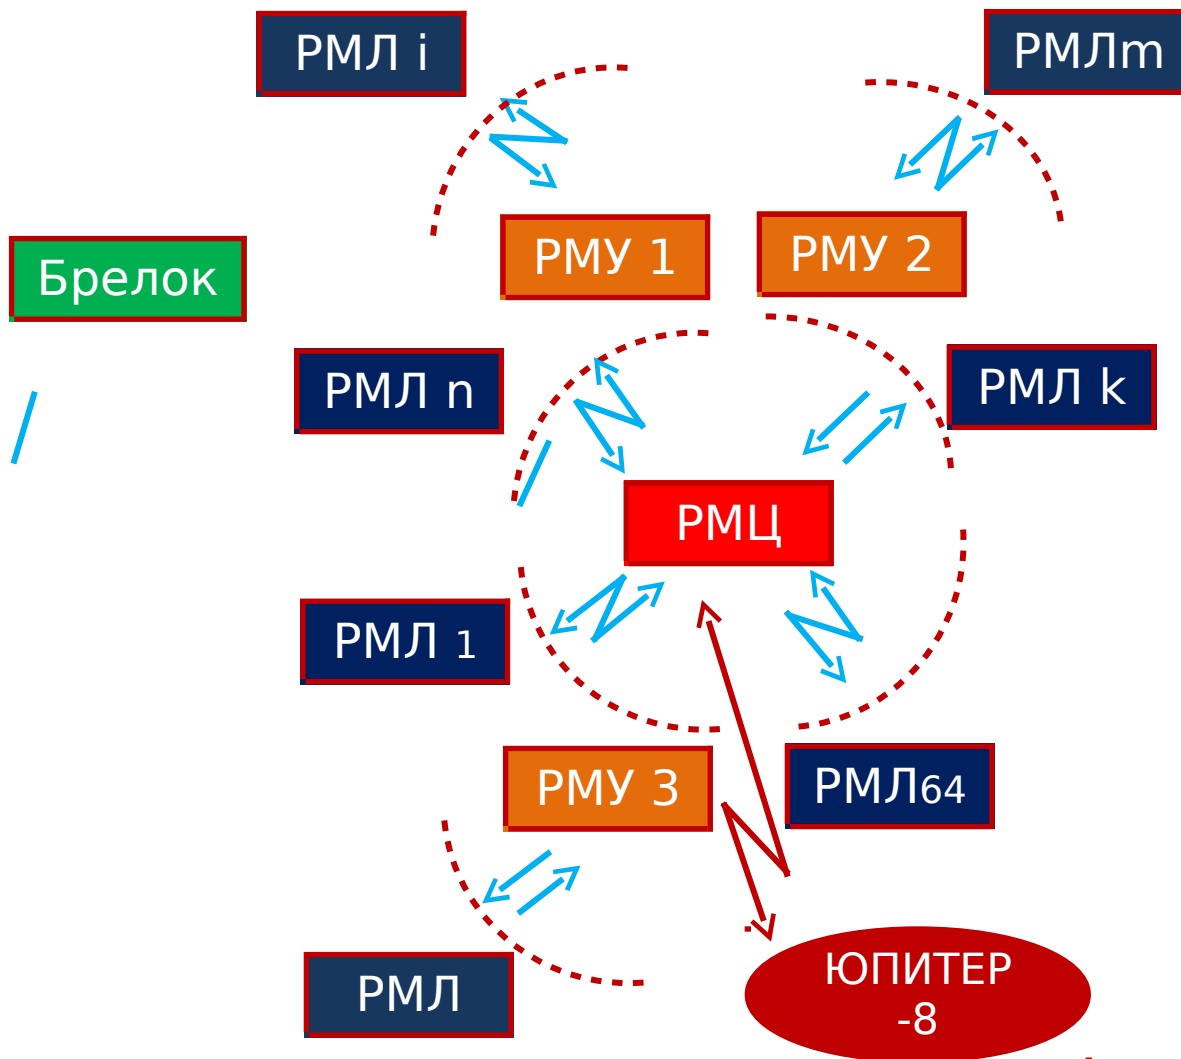 РМЛ i
РМЛm
РМУ 1
РМУ 2
Брелок
РМЛ n
РМЛ k
РМЦ
РМЛ 1
РМУ 3
РМЛ64
РМЛ
ЮПИТЕР
-8